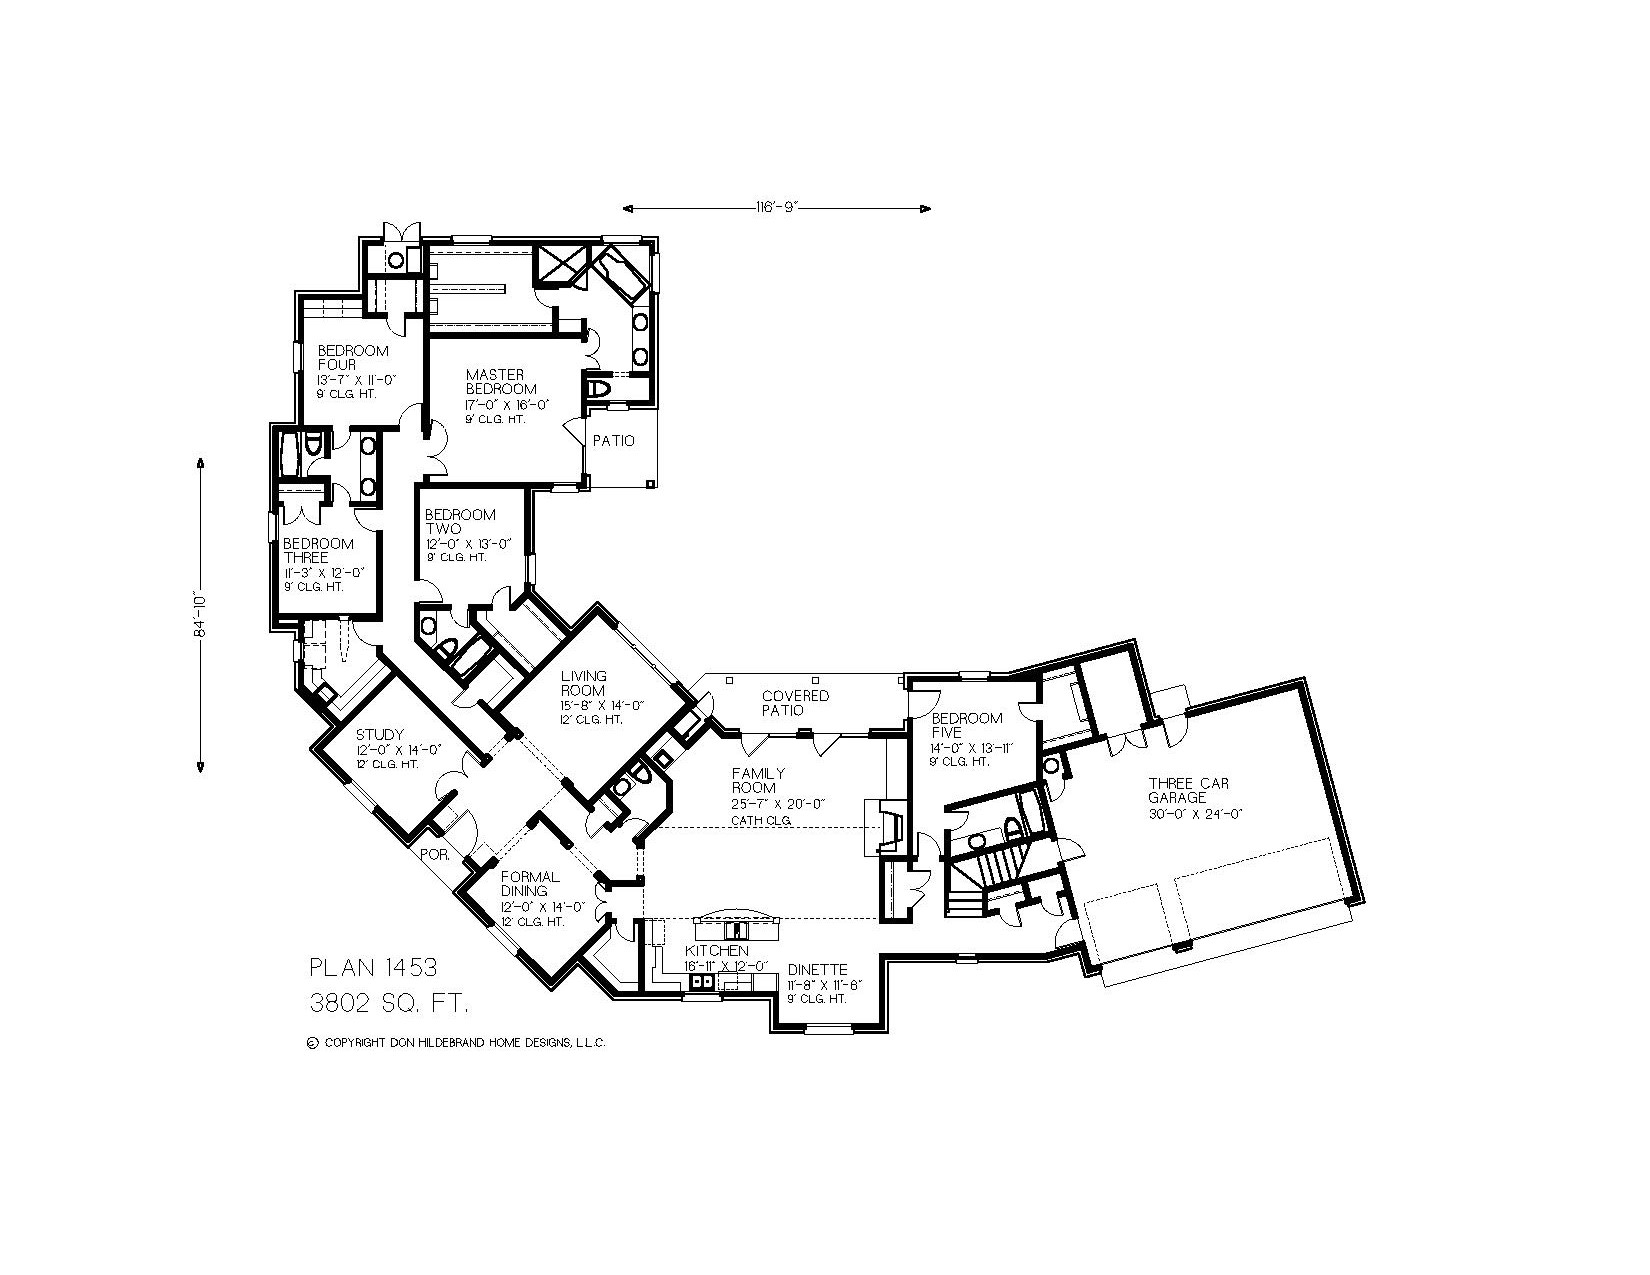 116'-9"
BEDROOM
FOUR
13'-7" X 11'-0"
9' CLG. HT.
MASTER
BEDROOM
17'-0" X 16'-0"
9' CLG. HT.
PATIO
BEDROOM
TWO
12'-0" X 13'-0"
9' CLG. HT.
BEDROOM
THREE
11'-3" X 12'-0"
9' CLG. HT.
84'-10"
LIVING
ROOM
15'-8" X 14'-0"
12' CLG. HT.
STUDY
12'-0" X 14'-0"
12' CLG. HT.
COVERED
PATIO
BEDROOM
FIVE
14'-0" X 13'-11"
9' CLG. HT.
FAMILY
ROOM
25'-7" X 20'-0"
CATH CLG.
THREE CAR
GARAGE
30'-0" X 24'-0"
POR.
FORMAL
DINING
12'-0" X 14'-0"
12' CLG. HT.
KITCHEN
16'-11" X 12'-0"
DINETTE
11'-8" X 11'-6"
9' CLG. HT.
PLAN 1453
3802 SQ. FT.
© COPYRIGHT DON HILDEBRAND HOME DESIGNS, L.L.C.